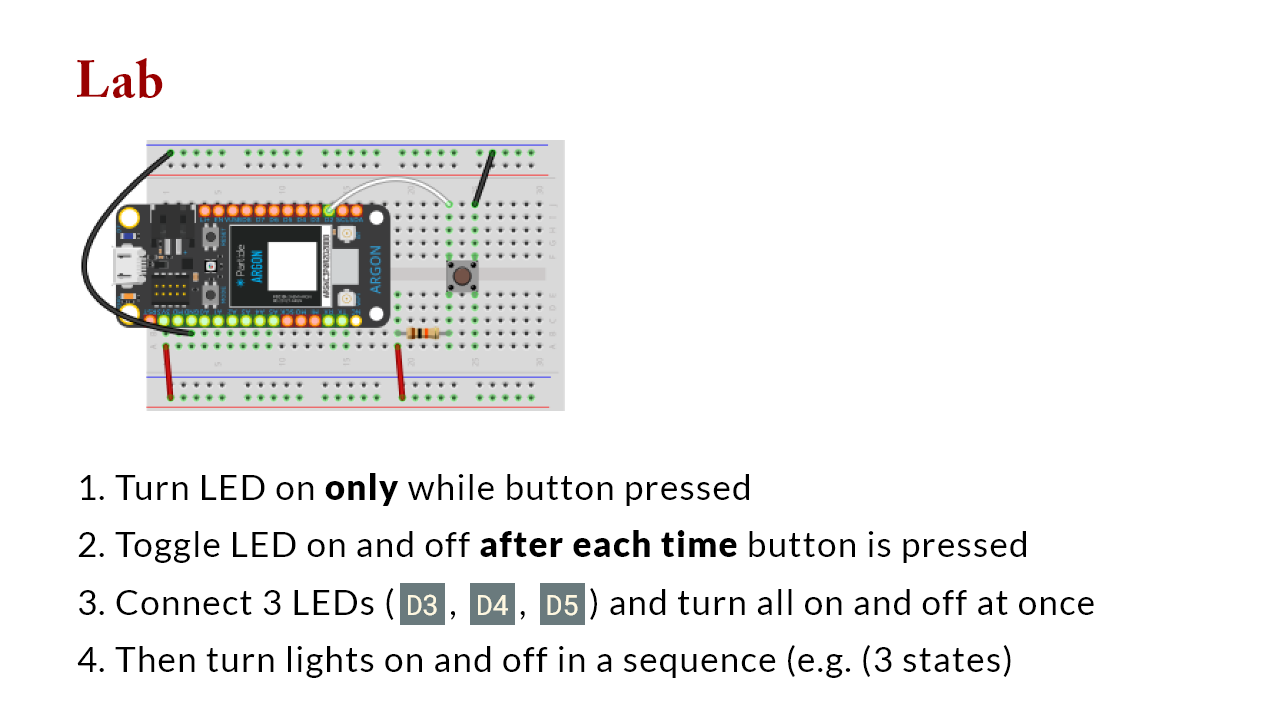 Lab
Particle
ARGON
ARGON
1. Turn LED on only while button pressed
2. Toggle LED on and off after each time button is pressed
3. Connect 3 LEDs ( D3 , D4 , D5 ) and turn all on and off at once
4. Then turn lights on and off in a sequence (e.g. (3 states)